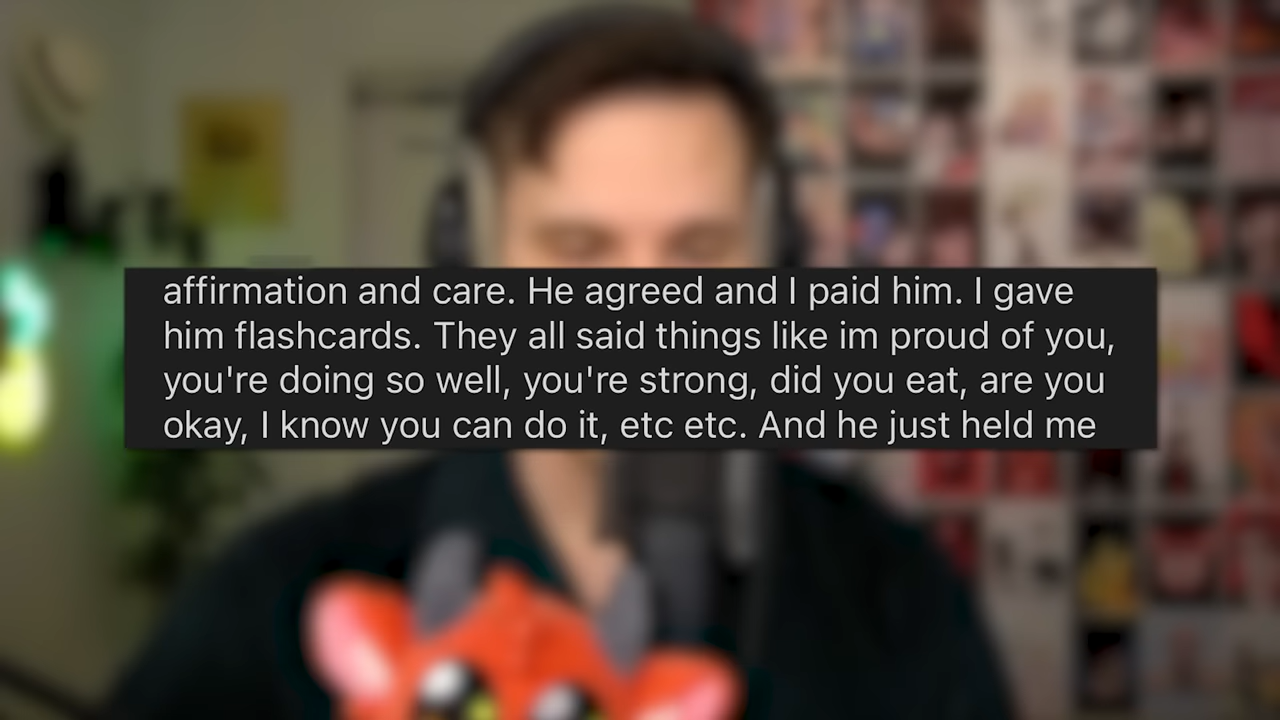 affirmation and care. He agreed and I paid him. I gave
him flashcards. They all said things like im proud of you,
you're doing so well, you're strong, did you eat, are you
okay, I know you can do it, etc etc. And he just held me